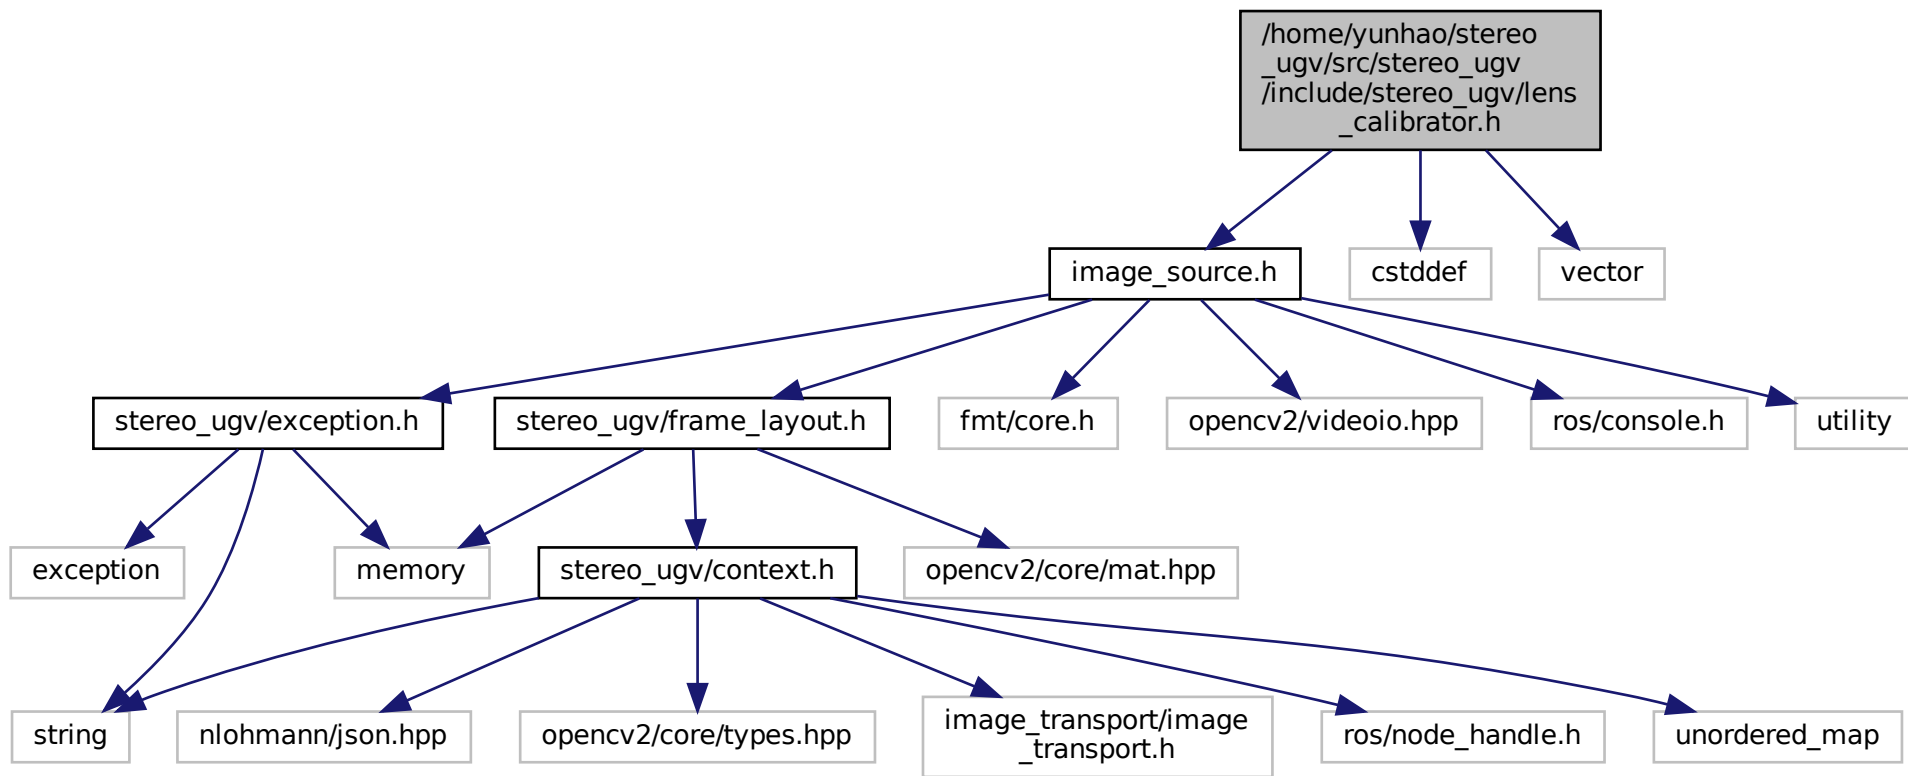 /home/yunhao/stereo
_ugv/src/stereo_ugv
/include/stereo_ugv/lens
_calibrator.h
image_source.h
cstddef
vector
stereo_ugv/exception.h
stereo_ugv/frame_layout.h
fmt/core.h
opencv2/videoio.hpp
ros/console.h
utility
exception
memory
stereo_ugv/context.h
opencv2/core/mat.hpp
string
nlohmann/json.hpp
opencv2/core/types.hpp
image_transport/image
_transport.h
ros/node_handle.h
unordered_map